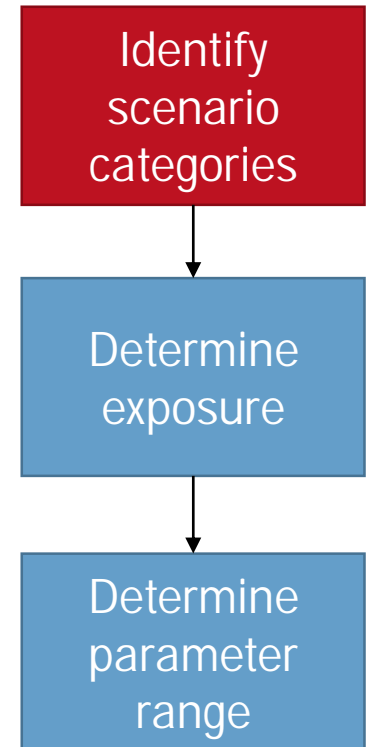 Identify
scenario
categories
Determine
exposure
Determine
parameter
range